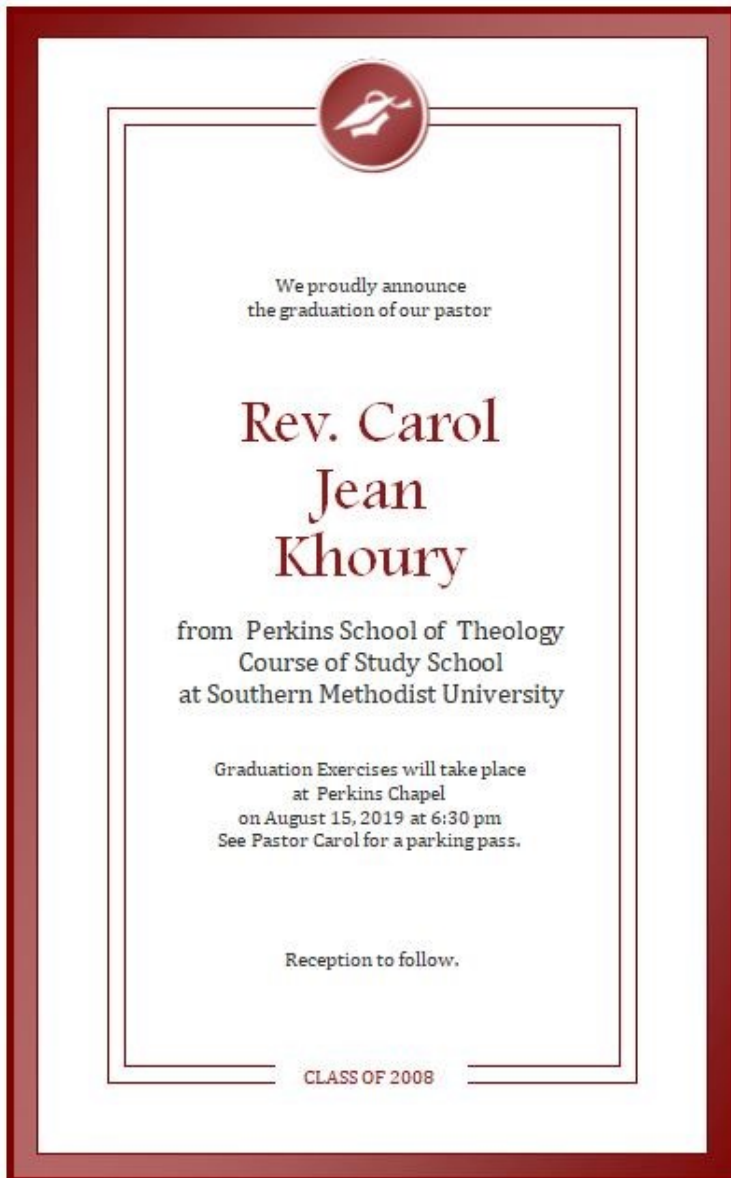 We proudly announce
the graduation of our pastor
Rev. Carol
Jean
Khoury
from Perkins School of Theology
Course of Study School
at Southern Methodist University
Graduation Exercises will take place
at Perkins Chapel
on August 15, 2019 at 6:30 pm
See Pastor Carol for a parking pass.
Reception to follow.
CLASS OF 2008